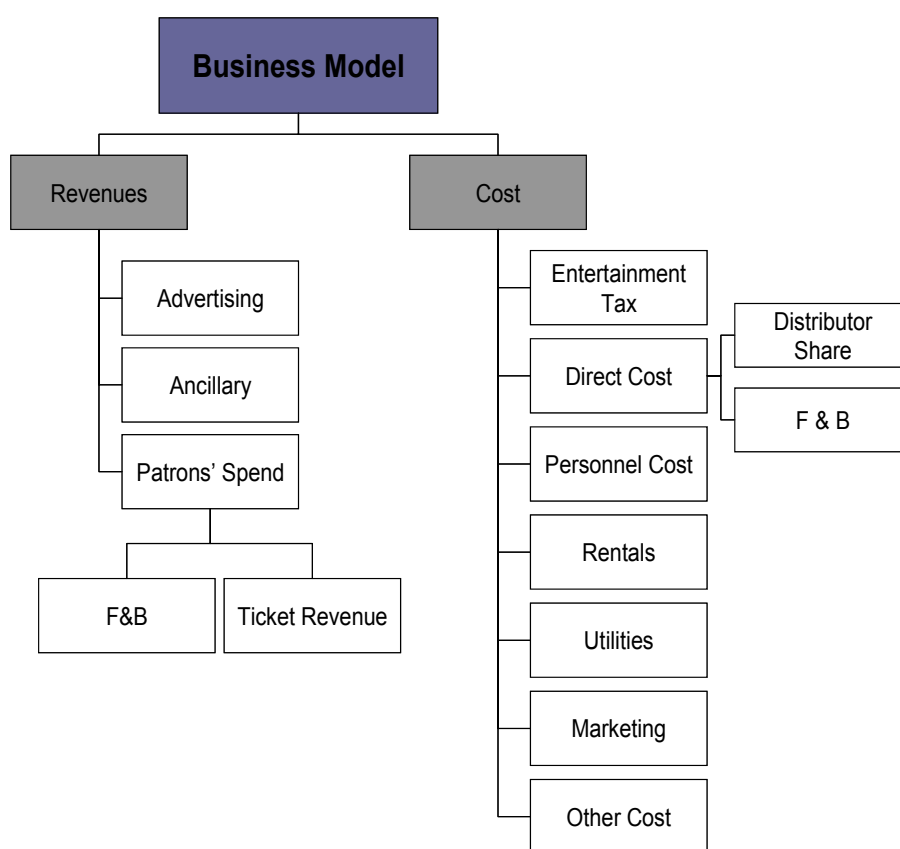 Business Model
Revenues
Cost
Advertising
Ancillary
Patrons' Spend
F&B
Ticket Revenue
Entertainment
Tax
Direct Cost
Distributor
Share
F & B
Personnel Cost
Rentals
Utilities
Marketing
Other Cost